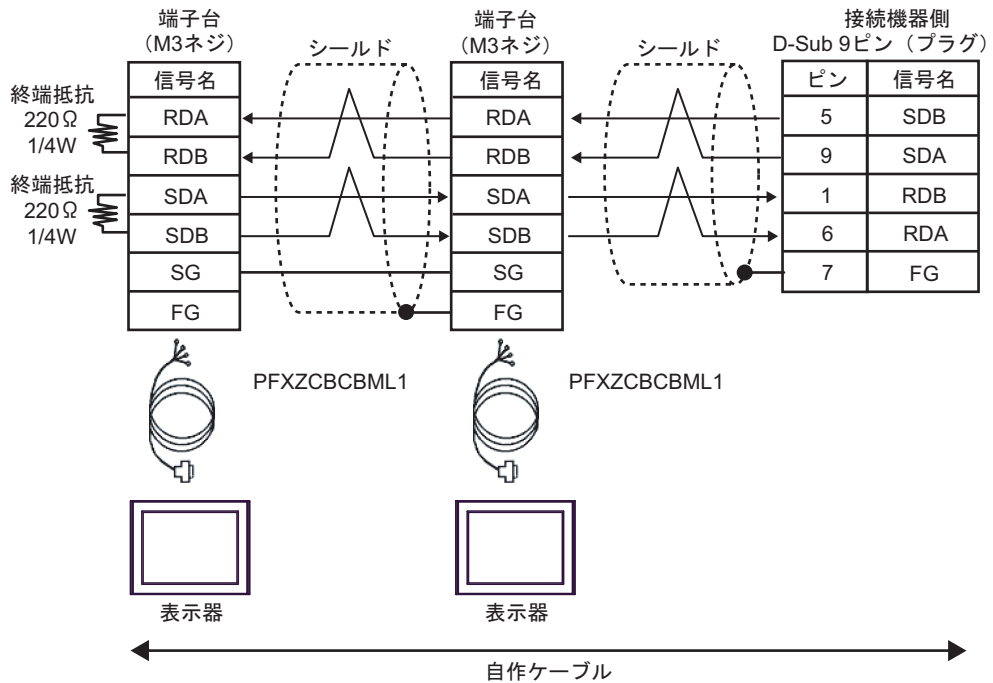 端子台
（M3ネジ）
信号名
RDA
RDB
SDA
SDB
SG
FG
終端抵抗
220Ω
1/4W
終端抵抗
220Ω
1/4W
シールド
端子台
（M3ネジ）
信号名
RDA
RDB
SDA
SDB
SG
FG
シールド
接続機器側
D-Sub 9ピン（プラグ）
ピン 信号名
5 SDB
9 SDA
1 RDB
6 RDA
7 FG
PFXZCBCBML1
PFXZCBCBML1
表示器
表示器
自作ケーブル